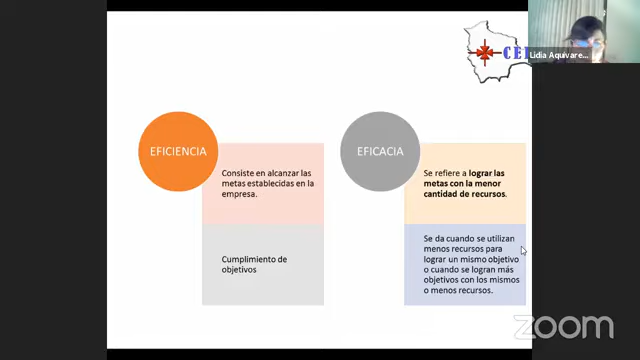 Lidia Aquivare...
EFICIENCIA
Consiste en alcanzar las
metas establecidas en la
empresa.
Cumplimiento de
objetivos
EFICACIA
Se refiere a lograr las
metas con la menor
cantidad de recursos.
Se da cuando se utilizan
menos recursos para
lograr un mismo objetivo
o cuando se logran más
objetivos con los mismos
o menos recursos.
zoom